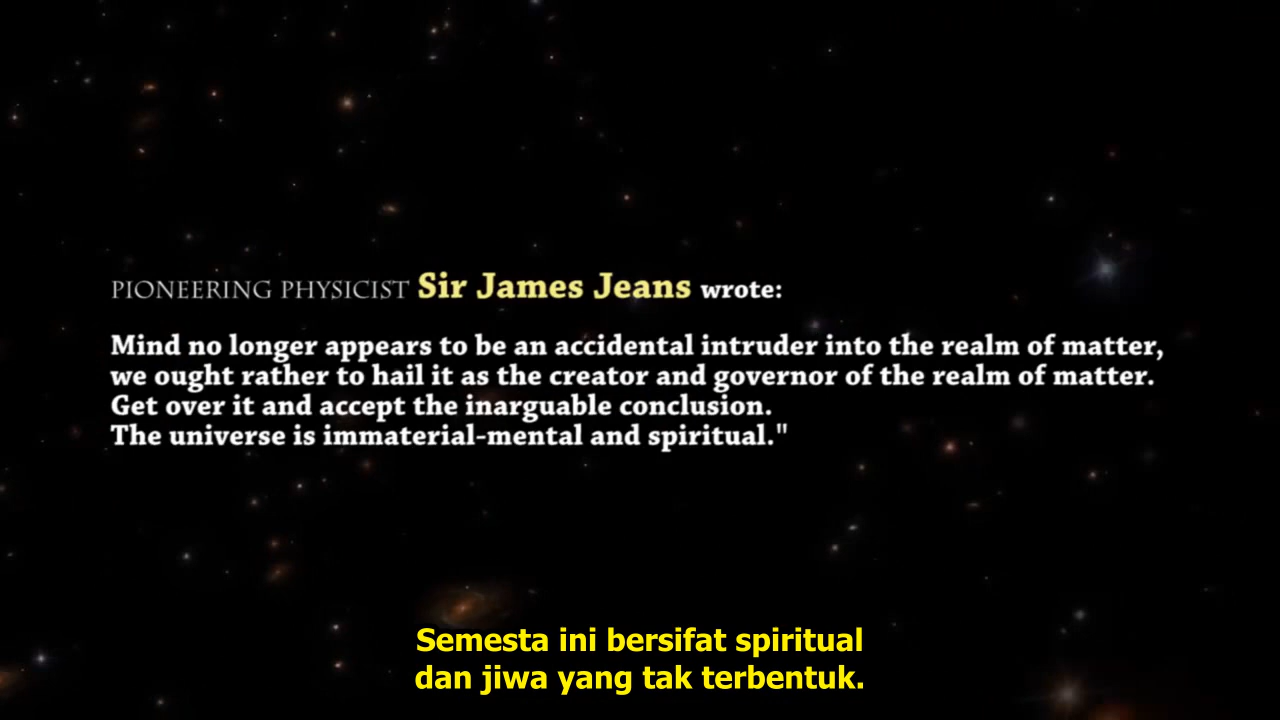 PIONEERING PHYSICIST Sir James Jeans wrote:
Mind no longer appears to be an accidental intruder into the realm of matter,
we ought rather to hail it as the creator and governor of the realm of matter.
Get over it and accept the inarguable conclusion.
The universe is immaterial-mental and spiritual."
Semesta ini bersifat spiritual
dan jiwa yang tak terbentuk.